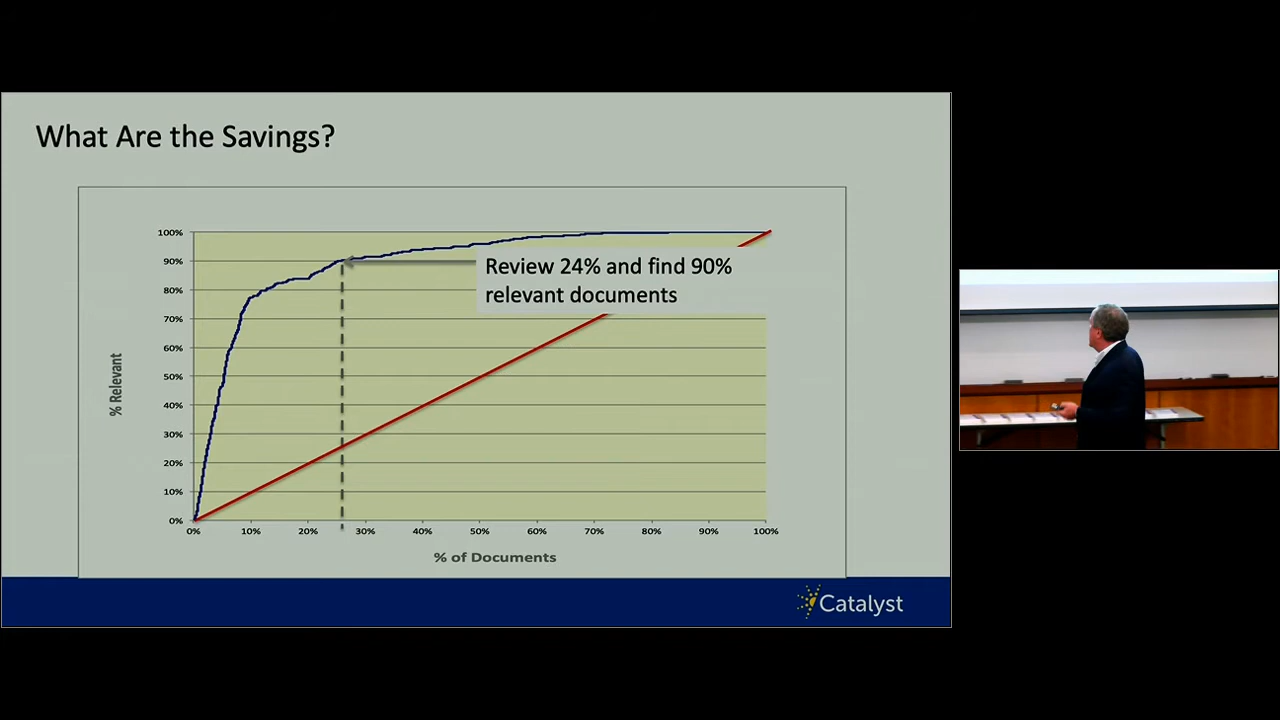 What Are the Savings?
100%
90%
80%
70%
60%
50%
40%
30%
20%
10%
0%
% Relevant
Review 24% and find 90%
relevant documents
0% 10% 20% 30% 40% 50% 60% 70% 80% 90% 100%
% of Documents
Catalyst